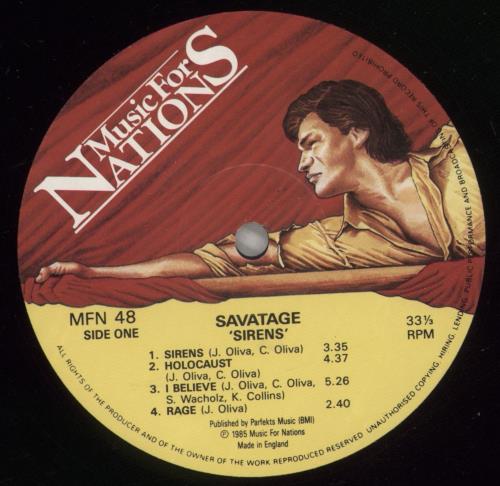 Music For
NATIONS
MFN 48
SIDE ONE
SAVATAGE
'SIRENS'
33⅓
RPM
1. SIRENS (J. Oliva, C. Oliva) 3.35
2. HOLOCAUST 4.37
(J. Oliva, C. Oliva)
3. I BELIEVE (J. Oliva, C. Oliva, 5.26
S. Wacholz, K. Collins)
4. RAGE (J. Oliva) 2.40
Published by Parfekts Music (BMI)
℗ 1985 Music For Nations
Made in England
ALL RIGHTS OF THE PRODUCER AND OF THE OWNER OF THE WORK REPRODUCED RESERVED UNAUTHORISED COPYING, HIRING, LENDING, PUBLIC PERFORMANCE AND BROADCASTING OF THIS RECORD PROHIBITED